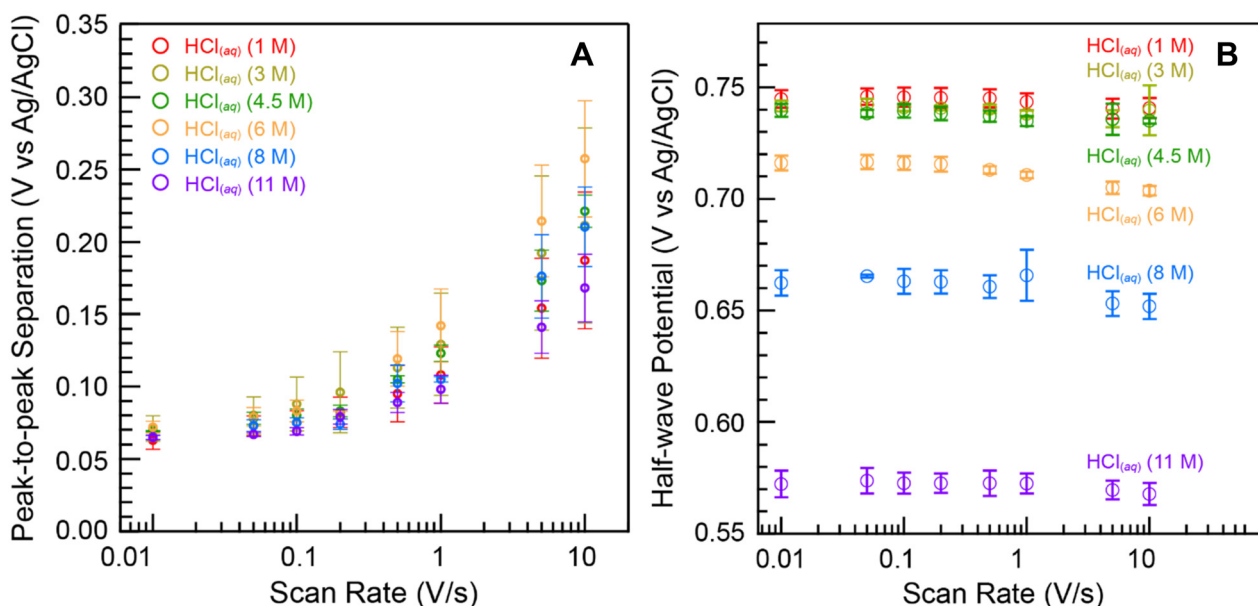 Peak-to-peak Separation (V vs Ag/AgCl)
0.35
0.30
0.25
0.20
0.15
0.10
0.05
0.00
A
HCl(aq) (1 M)
HCl(aq) (3 M)
HCl(aq) (4.5 M)
HCl(aq) (6 M)
HCl(aq) (8 M)
HCl(aq) (11 M)
0.01 0.1 1 10
Scan Rate (V/s)
Half-wave Potential (V vs Ag/AgCl)
0.75
0.70
0.65
0.60
0.55
B
HCl(aq) (1 M)
HCl(aq) (3 M)
HCl(aq) (4.5 M)
HCl(aq) (6 M)
HCl(aq) (8 M)
HCl(aq) (11 M)
0.01 0.1 1 10
Scan Rate (V/s)